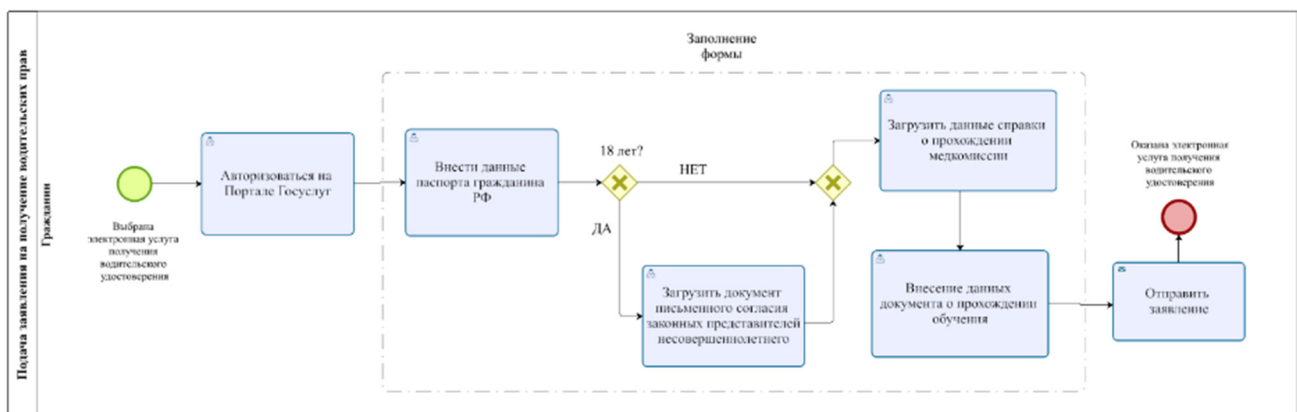 Подача заявления на получение водительских прав
Гражданин
Выбрана
электронная услуга
получения
водительского
удостоверения
Авторизоваться на
Портале Госуслуг
Заполнение
формы
Внести данные
паспорта гражданина
РФ
18 лет?
НЕТ
ДА
Загрузить документ
письменного согласия
законных представителей
несовершеннолетнего
Загрузить данные справки
о прохождении
медкомиссии
Внесение данных
документа о прохождении
обучения
Отправить
заявление
Оказана электронная
услуга получения
водительского
удостоверения